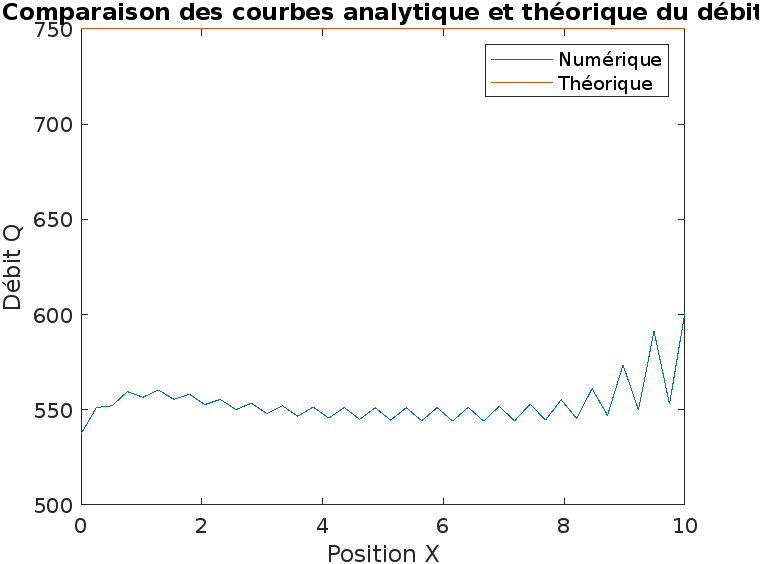 Comparaison des courbes analytique et théorique du débit
750
700
650
600
550
500
0 2 4 6 8 10
Débit Q
Position X
Numérique
Théorique